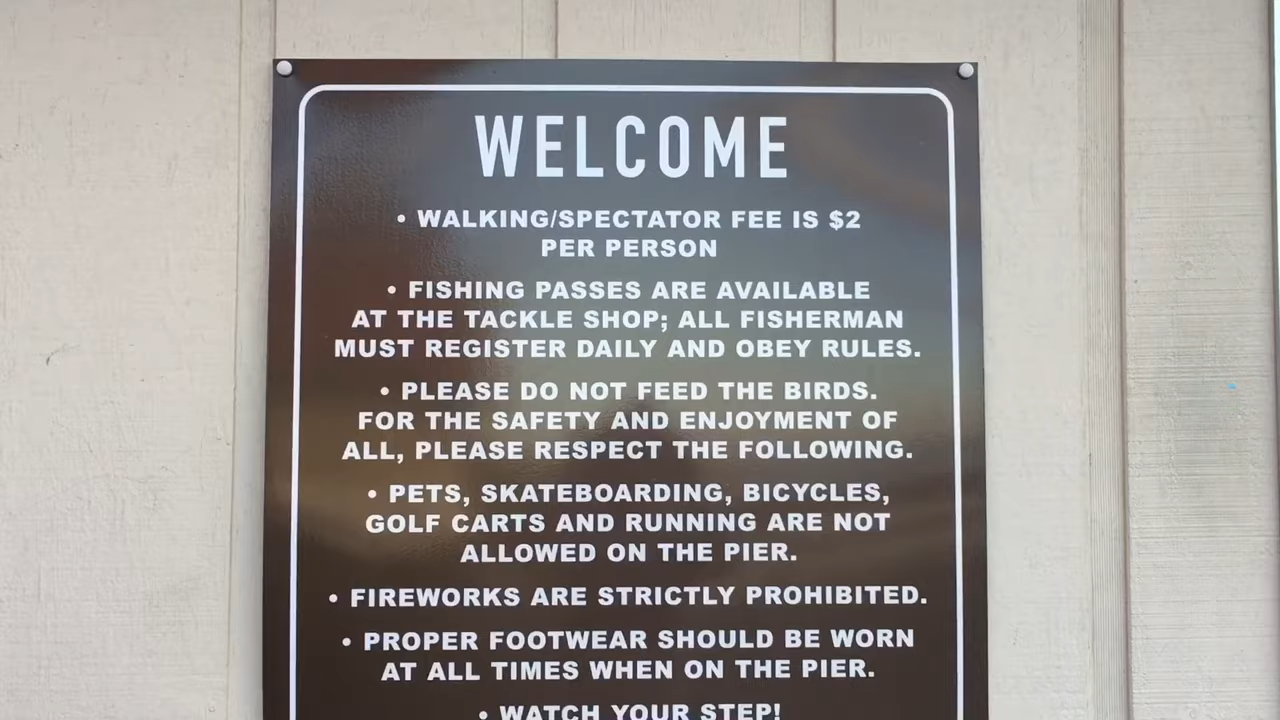 WELCOME
• WALKING/SPECTATOR FEE IS $2
PER PERSON
• FISHING PASSES ARE AVAILABLE
AT THE TACKLE SHOP; ALL FISHERMAN
MUST REGISTER DAILY AND OBEY RULES.
• PLEASE DO NOT FEED THE BIRDS.
FOR THE SAFETY AND ENJOYMENT OF
ALL, PLEASE RESPECT THE FOLLOWING.
• PETS, SKATEBOARDING, BICYCLES,
GOLF CARTS AND RUNNING ARE NOT
ALLOWED ON THE PIER.
• FIREWORKS ARE STRICTLY PROHIBITED.
• PROPER FOOTWEAR SHOULD BE WORN
AT ALL TIMES WHEN ON THE PIER.
• WATCH YOUR STEP!